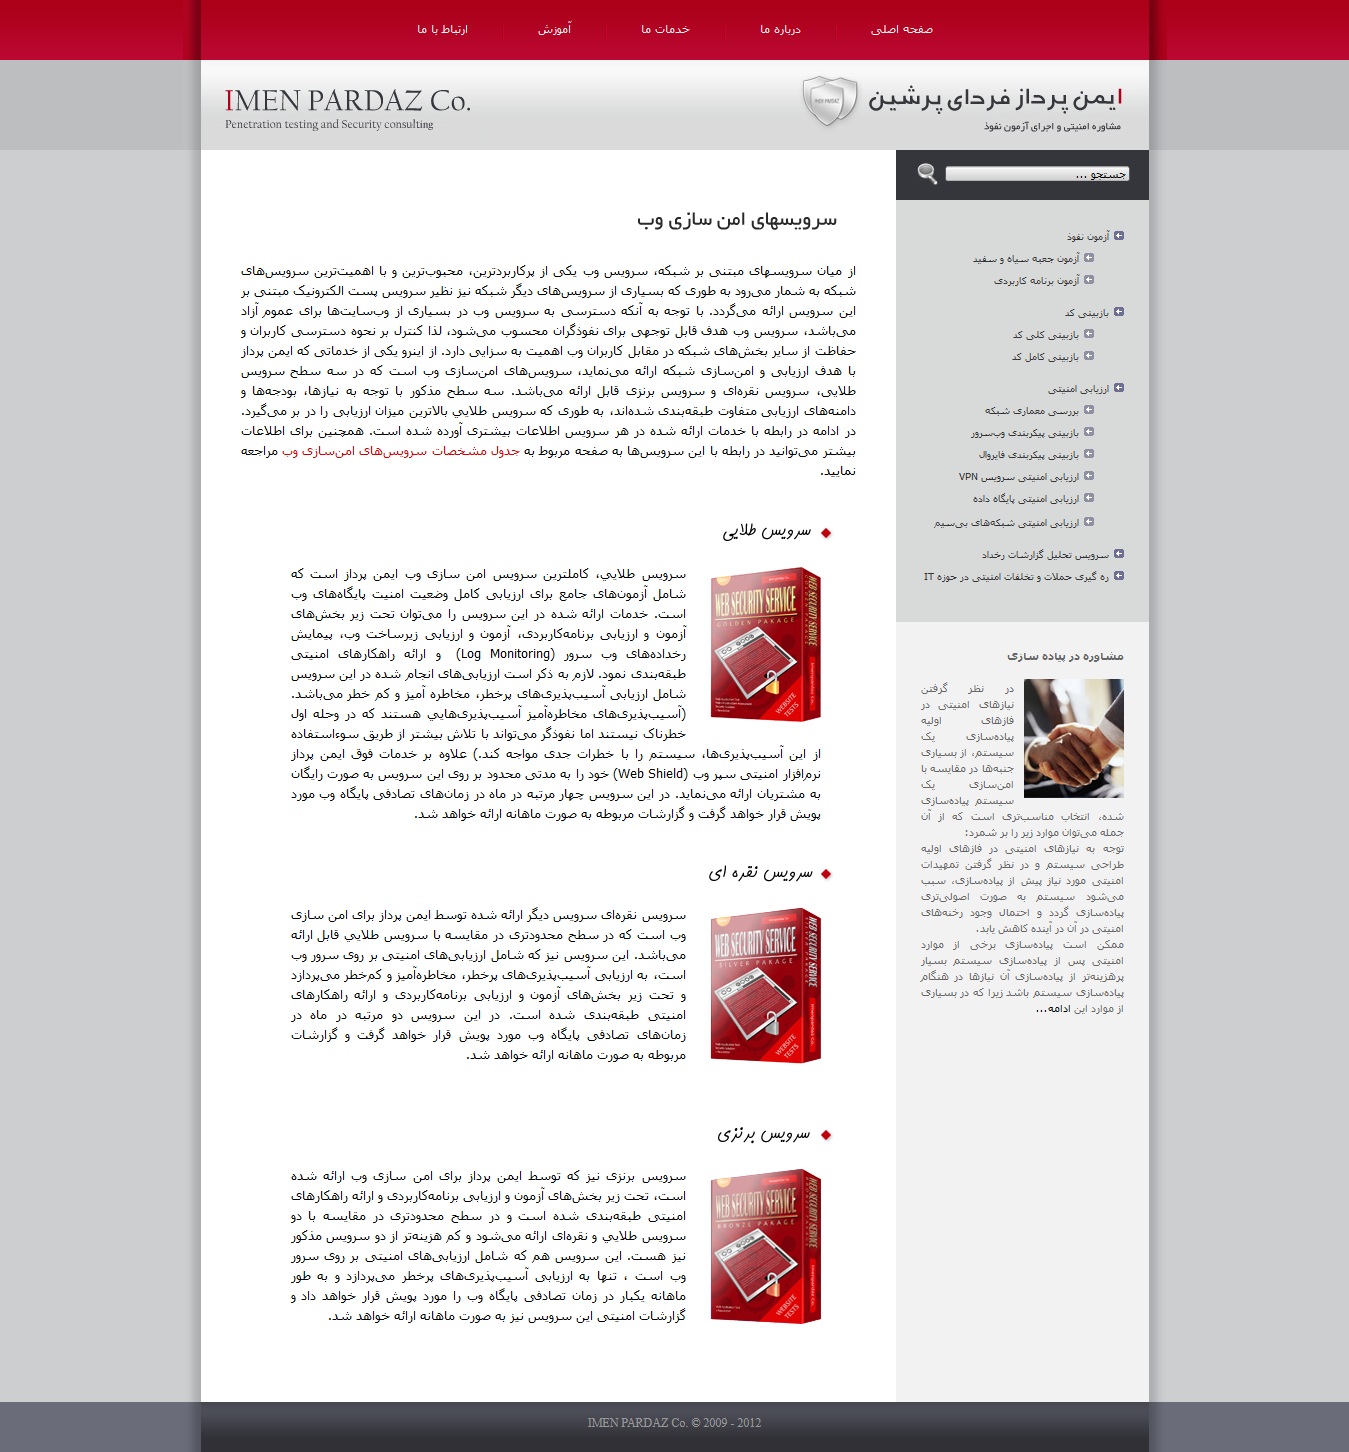 صفحه اصلی
درباره ما
خدمات ما
آموزش
ارتباط با ما
ایمن پرداز فردای پرشین
مشاوره امنیتی و اجرای آزمون نفوذ
IMEN PARDAZ
IMEN PARDAZ Co.
Penetration testing and Security consulting
جستجو ...
آزمون نفوذ
آزمون جعبه سیاه و سفید
آزمون برنامه کاربردی
بازبینی کد
بازبینی کلی کد
بازبینی کامل کد
ارزیابی امنیتی
بررسی معماری شبکه
بازبینی پیکربندی وب‌سرور
بازبینی پیکربندی فایروال
ارزیابی امنیتی سرویس VPN
ارزیابی امنیتی پایگاه داده
ارزیابی امنیتی شبکه‌های بی‌سیم
سرویس تحلیل گزارشات رخداد
ره گیری حملات و تخلفات امنیتی در حوزه IT
مشاوره در پیاده سازی
در نظر گرفتن
نیازهای امنیتی در
فازهای اولیه
پیاده‌سازی یک
سیستم، از بسیاری
جنبه‌ها در مقایسه با
امن‌سازی یک
سیستم پیاده‌سازی
شده، انتخاب مناسب‌تری است که از آن
جمله می‌توان موارد زیر را بر شمرد:
توجه به نیازهای امنیتی در فازهای اولیه
طراحی سیستم و در نظر گرفتن تمهیدات
امنیتی مورد نیاز پیش از پیاده‌سازی، سبب
می‌شود سیستم به صورت اصولی‌تری
پیاده‌سازی گردد و احتمال وجود رخنه‌های
امنیتی در آن در آینده کاهش یابد.
ممکن است پیاده‌سازی برخی از موارد
امنیتی پس از پیاده‌سازی سیستم بسیار
پرهزینه‌تر از پیاده‌سازی آن نیازها در هنگام
پیاده‌سازی سیستم باشد زیرا که در بسیاری
از موارد این ادامه...
سرویسهای امن سازی وب
از میان سرویسهای مبتنی بر شبکه، سرویس وب یکی از پرکاربردترین، محبوب‌ترین و با اهمیت‌ترین سرویس‌های
شبکه به شمار می‌رود به طوری که بسیاری از سرویس‌های دیگر شبکه نیز نظیر سرویس پست الکترونیک مبتنی بر
این سرویس ارائه می‌گردد. با توجه به آنکه دسترسی به سرویس وب در بسیاری از وب‌سایت‌ها برای عموم آزاد
می‌باشد، سرویس وب هدف قابل توجهی برای نفوذگران محسوب می‌شود، لذا کنترل بر نحوه دسترسی کاربران و
حفاظت از سایر بخش‌های شبکه در مقابل کاربران وب اهمیت به سزایی دارد. از اینرو یکی از خدماتی که ایمن پرداز
با هدف ارزیابی و امن‌سازی شبکه ارائه می‌نماید، سرویس‌های امن‌سازی وب است که در سه سطح سرویس
طلایی، سرویس نقره‌ای و سرویس برنزی قابل ارائه می‌باشد. سه سطح مذکور با توجه به نیازها، بودجه‌ها و
دامنه‌های ارزیابی متفاوت طبقه‌بندی شده‌اند، به طوری که سرویس طلایي بالاترین میزان ارزیابی را در بر می‌گیرد.
در ادامه در رابطه با خدمات ارائه شده در هر سرویس اطلاعات بیشتری آورده شده است. همچنین برای اطلاعات
بیشتر می‌توانید در رابطه با این سرویس‌ها به صفحه مربوط به جدول مشخصات سرویس‌های امن‌سازی وب مراجعه
نمایید.
سرویس طلایی
WEB SECURITY SERVICE
GOLDEN PAKAGE
WEBSITE TESTS
سرویس طلایي، کاملترین سرویس امن سازی وب ایمن پرداز است که
شامل آزمون‌های جامع برای ارزیابی کامل وضعیت امنیت پایگاه‌های وب
است. خدمات ارائه شده در این سرویس را می‌توان تحت زیر بخش‌های
آزمون و ارزیابی برنامه‌کاربردی، آزمون و ارزیابی زیرساخت وب، پیمایش
رخداده‌های وب سرور (Log Monitoring) و ارائه راهکارهای امنیتی
طبقه‌بندی نمود. لازم به ذکر است ارزیابی‌های انجام شده در این سرویس
شامل ارزیابی آسیب‌پذیری‌های پرخطر، مخاطره آمیز و کم خطر می‌باشد.
(آسیب‌پذیری‌های مخاطره‌آمیز آسیب‌پذیری‌هایي هستند که در وحله اول
خطرناک نیستند اما نفوذگر می‌تواند با تلاش بیشتر از طریق سوءاستفاده
از این آسیب‌پذیری‌ها، سیستم را با خطرات جدی مواجه کند.) علاوه بر خدمات فوق ایمن پرداز
نرم‌افزار امنیتی سپر وب (Web Shield) خود را به مدتی محدود بر روی این سرویس به صورت رایگان
به مشتریان ارائه می‌نماید. در این سرویس چهار مرتبه در ماه در زمان‌های تصادفی پایگاه وب مورد
پویش قرار خواهد گرفت و گزارشات مربوطه به صورت ماهانه ارائه خواهد شد.
سرویس نقره ای
WEB SECURITY SERVICE
SILVER PAKAGE
WEBSITE TESTS
سرویس نقره‌ای سرویس دیگر ارائه شده توسط ایمن پرداز برای امن سازی
وب است که در سطح محدودتری در مقایسه با سرویس طلایي قابل ارائه
می‌باشد. این سرویس نیز که شامل ارزیابی‌های امنیتی بر روی سرور وب
است، به ارزیابی آسیب‌پذیری‌های پرخطر، مخاطره‌آمیز و کم‌خطر می‌پردازد
و تحت زیر بخش‌های آزمون و ارزیابی برنامه‌کاربردی و ارائه راهکارهای
امنیتی طبقه‌بندی شده است. در این سرویس دو مرتبه در ماه در
زمان‌های تصادفی پایگاه وب مورد پویش قرار خواهد گرفت و گزارشات
مربوطه به صورت ماهانه ارائه خواهد شد.
سرویس برنزی
WEB SECURITY SERVICE
BRONZE PAKAGE
WEBSITE TESTS
سرویس برنزی نیز که توسط ایمن پرداز برای امن سازی وب ارائه شده
است، تحت زیر بخش‌های آزمون و ارزیابی برنامه‌کاربردی و ارائه راهکارهای
امنیتی طبقه‌بندی شده است و در سطح محدودتری در مقایسه با دو
سرویس طلایي و نقره‌ای ارائه می‌شود و کم هزینه‌تر از دو سرویس مذکور
نیز هست. این سرویس هم که شامل ارزیابی‌های امنیتی بر روی سرور
وب است ، تنها به ارزیابی آسیب‌پذیری‌های پرخطر می‌پردازد و به طور
ماهانه یکبار در زمان تصادفی پایگاه وب را مورد پویش قرار خواهد داد و
گزارشات امنیتی این سرویس نیز به صورت ماهانه ارائه خواهد شد.
IMEN PARDAZ Co. © 2009 - 2012